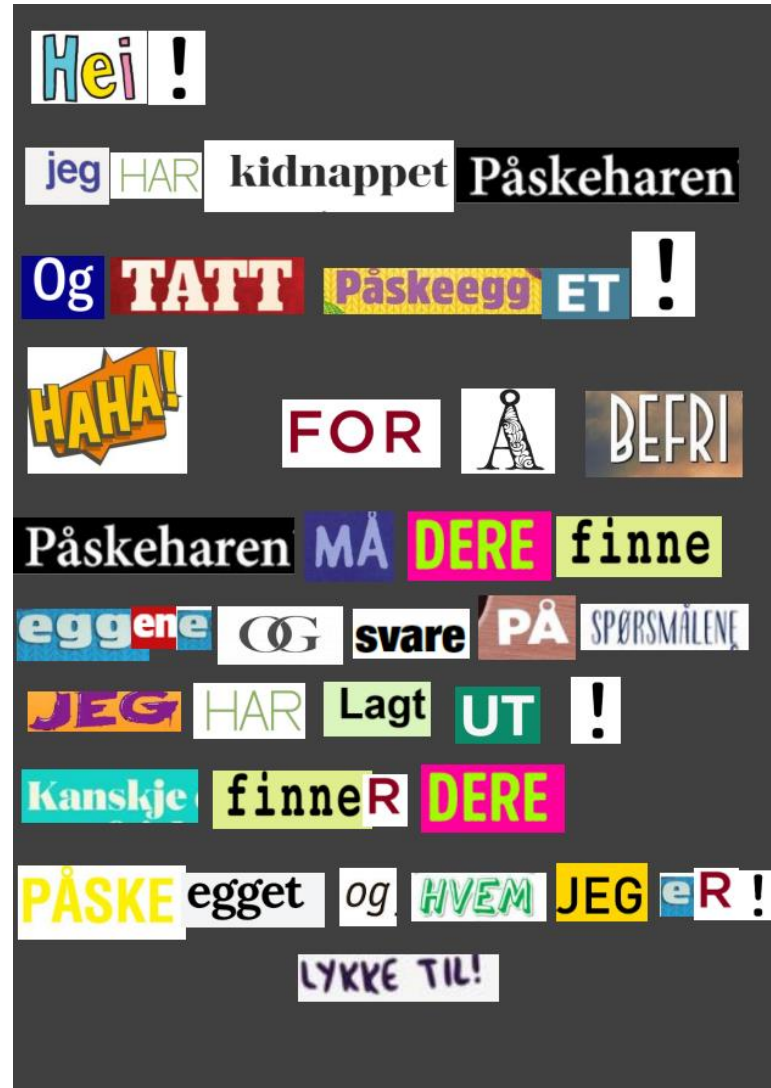 Hei!
jeg HAR kidnappet Påskeharen
Og TATT Påskeegg ET !
HAHA! FOR Å BEFRI
Påskeharen MÅ DERE finne
eggene OG svare PÅ SPØRSMÅLENE
JEG HAR Lagt UT !
Kanskje finneR DERE
PÅSKE egget og HVEM JEG eR !
LYKKE TIL!